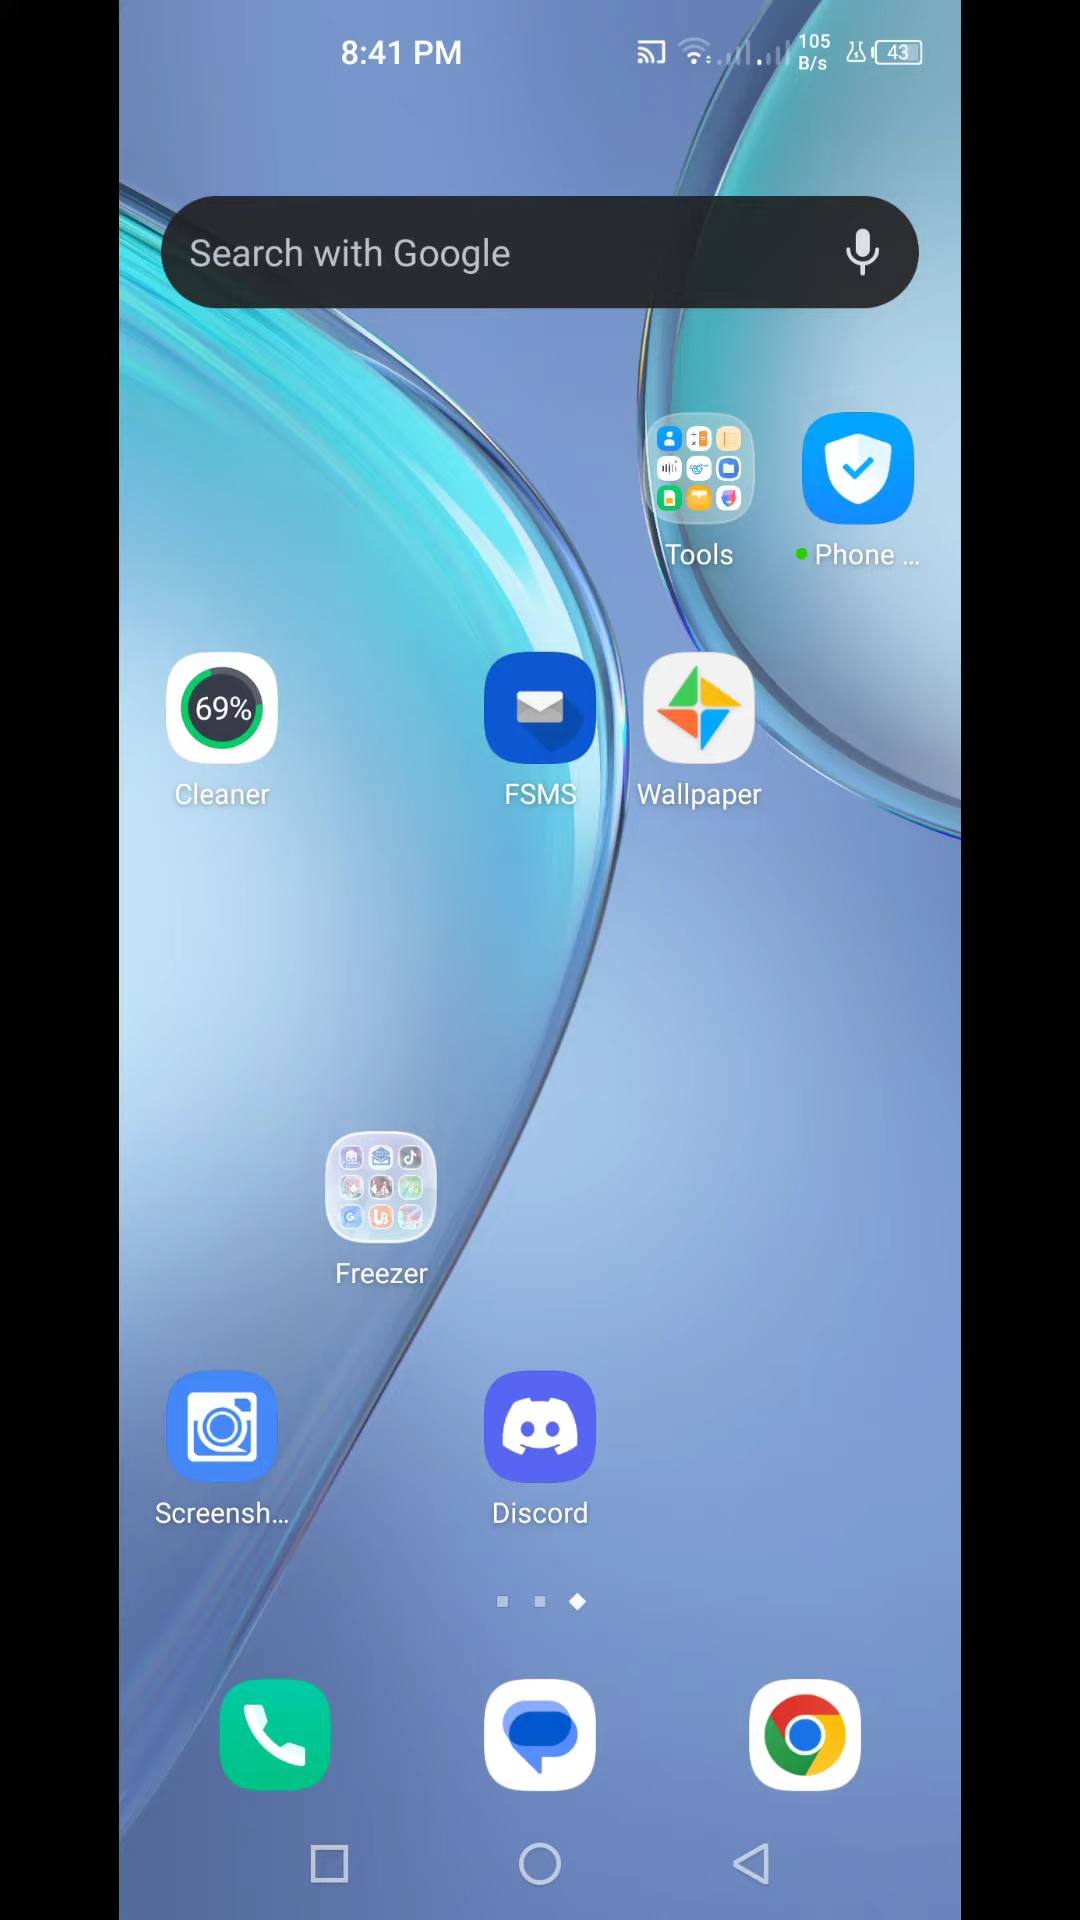 8:41 PM
105
B/s
43
Search with Google
Tools
Phone ...
69%
Cleaner
FSMS
Wallpaper
Freezer
Screensh...
Discord